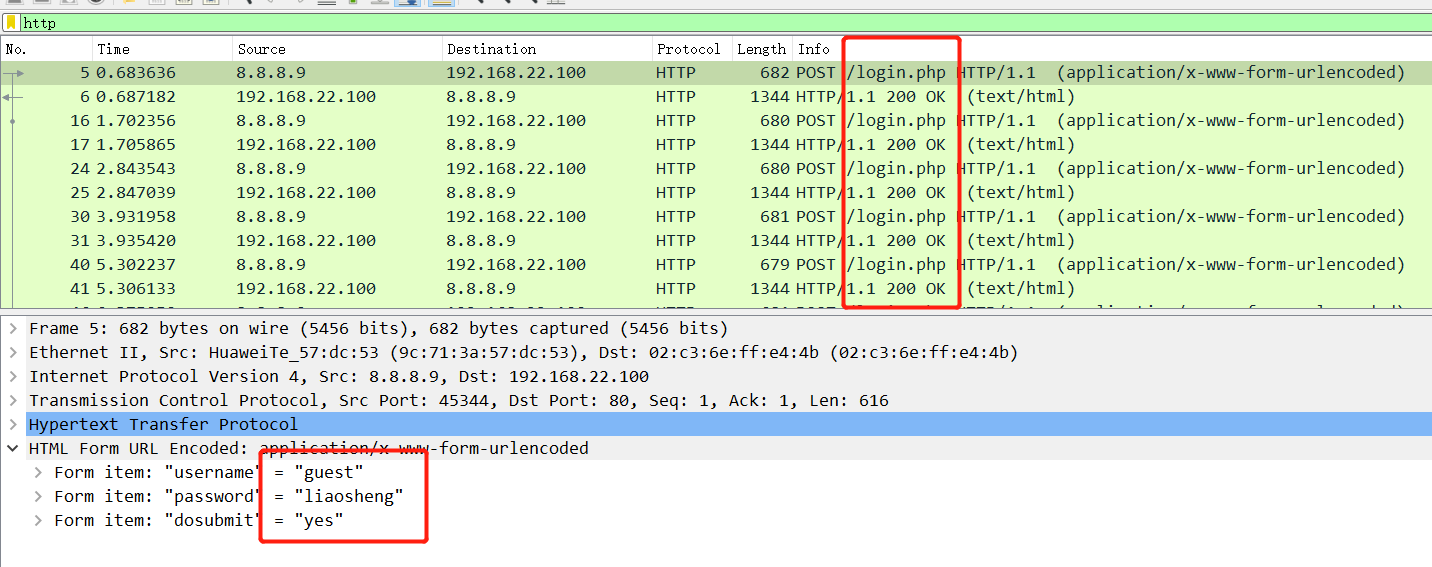 http
No. Time Source Destination Protocol Length Info
5 0.683636 8.8.8.9 192.168.22.100 HTTP 682 POST /login.php HTTP/1.1 (application/x-www-form-urlencoded)
6 0.687182 192.168.22.100 8.8.8.9 HTTP 1344 HTTP/1.1 200 OK (text/html)
16 1.702356 8.8.8.9 192.168.22.100 HTTP 680 POST /login.php HTTP/1.1 (application/x-www-form-urlencoded)
17 1.705865 192.168.22.100 8.8.8.9 HTTP 1344 HTTP/1.1 200 OK (text/html)
24 2.843543 8.8.8.9 192.168.22.100 HTTP 680 POST /login.php HTTP/1.1 (application/x-www-form-urlencoded)
25 2.847039 192.168.22.100 8.8.8.9 HTTP 1344 HTTP/1.1 200 OK (text/html)
30 3.931958 8.8.8.9 192.168.22.100 HTTP 681 POST /login.php HTTP/1.1 (application/x-www-form-urlencoded)
31 3.935420 192.168.22.100 8.8.8.9 HTTP 1344 HTTP/1.1 200 OK (text/html)
40 5.302237 8.8.8.9 192.168.22.100 HTTP 679 POST /login.php HTTP/1.1 (application/x-www-form-urlencoded)
41 5.306133 192.168.22.100 8.8.8.9 HTTP 1344 HTTP/1.1 200 OK (text/html)
Frame 5: 682 bytes on wire (5456 bits), 682 bytes captured (5456 bits)
Ethernet II, Src: HuaweiTe_57:dc:53 (9c:71:3a:57:dc:53), Dst: 02:c3:6e:ff:e4:4b (02:c3:6e:ff:e4:4b)
Internet Protocol Version 4, Src: 8.8.8.9, Dst: 192.168.22.100
Transmission Control Protocol, Src Port: 45344, Dst Port: 80, Seq: 1, Ack: 1, Len: 616
Hypertext Transfer Protocol
HTML Form URL Encoded: application/x-www-form-urlencoded
Form item: "username" = "guest"
Form item: "password" = "liaosheng"
Form item: "dosubmit" = "yes"